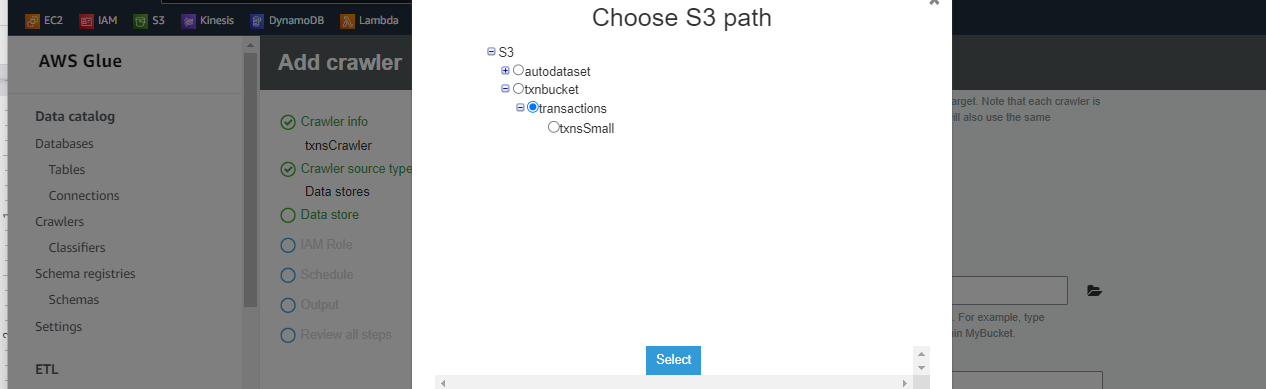 EC2 IAM S3 Kinesis DynamoDB Lambda
AWS Glue
Data catalog
Databases
Tables
Connections
Crawlers
Classifiers
Schema registries
Schemas
Settings
ETL
Add crawler
Crawler info
txnsCrawler
Crawler source type
Data stores
Data store
IAM Role
Schedule
Output
Review all steps
Choose S3 path
S3
autodataset
txnbucket
transactions
txnsSmall
Select
arget. Note that each crawler is
ill also use the same
. For example, type
in MyBucket.